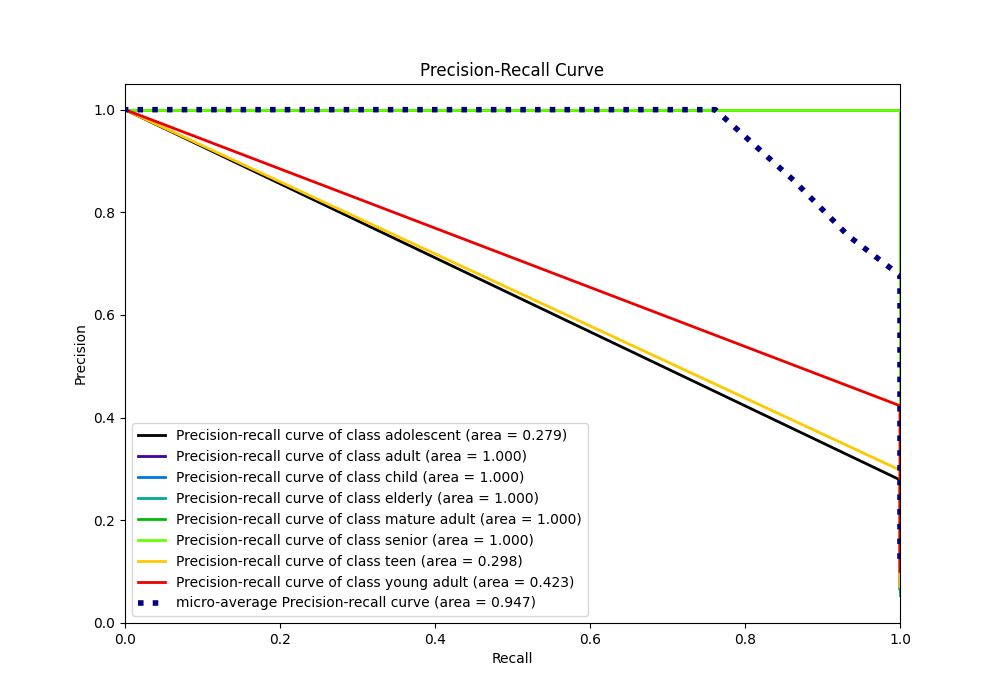 Precision-Recall Curve
1.0
0.8
0.6
0.4
0.2
0.0
Precision
Precision-recall curve of class adolescent (area = 0.279)
Precision-recall curve of class adult (area = 1.000)
Precision-recall curve of class child (area = 1.000)
Precision-recall curve of class elderly (area = 1.000)
Precision-recall curve of class mature adult (area = 1.000)
Precision-recall curve of class senior (area = 1.000)
Precision-recall curve of class teen (area = 0.298)
Precision-recall curve of class young adult (area = 0.423)
micro-average Precision-recall curve (area = 0.947)
0.0 0.2 0.4 0.6 0.8 1.0
Recall